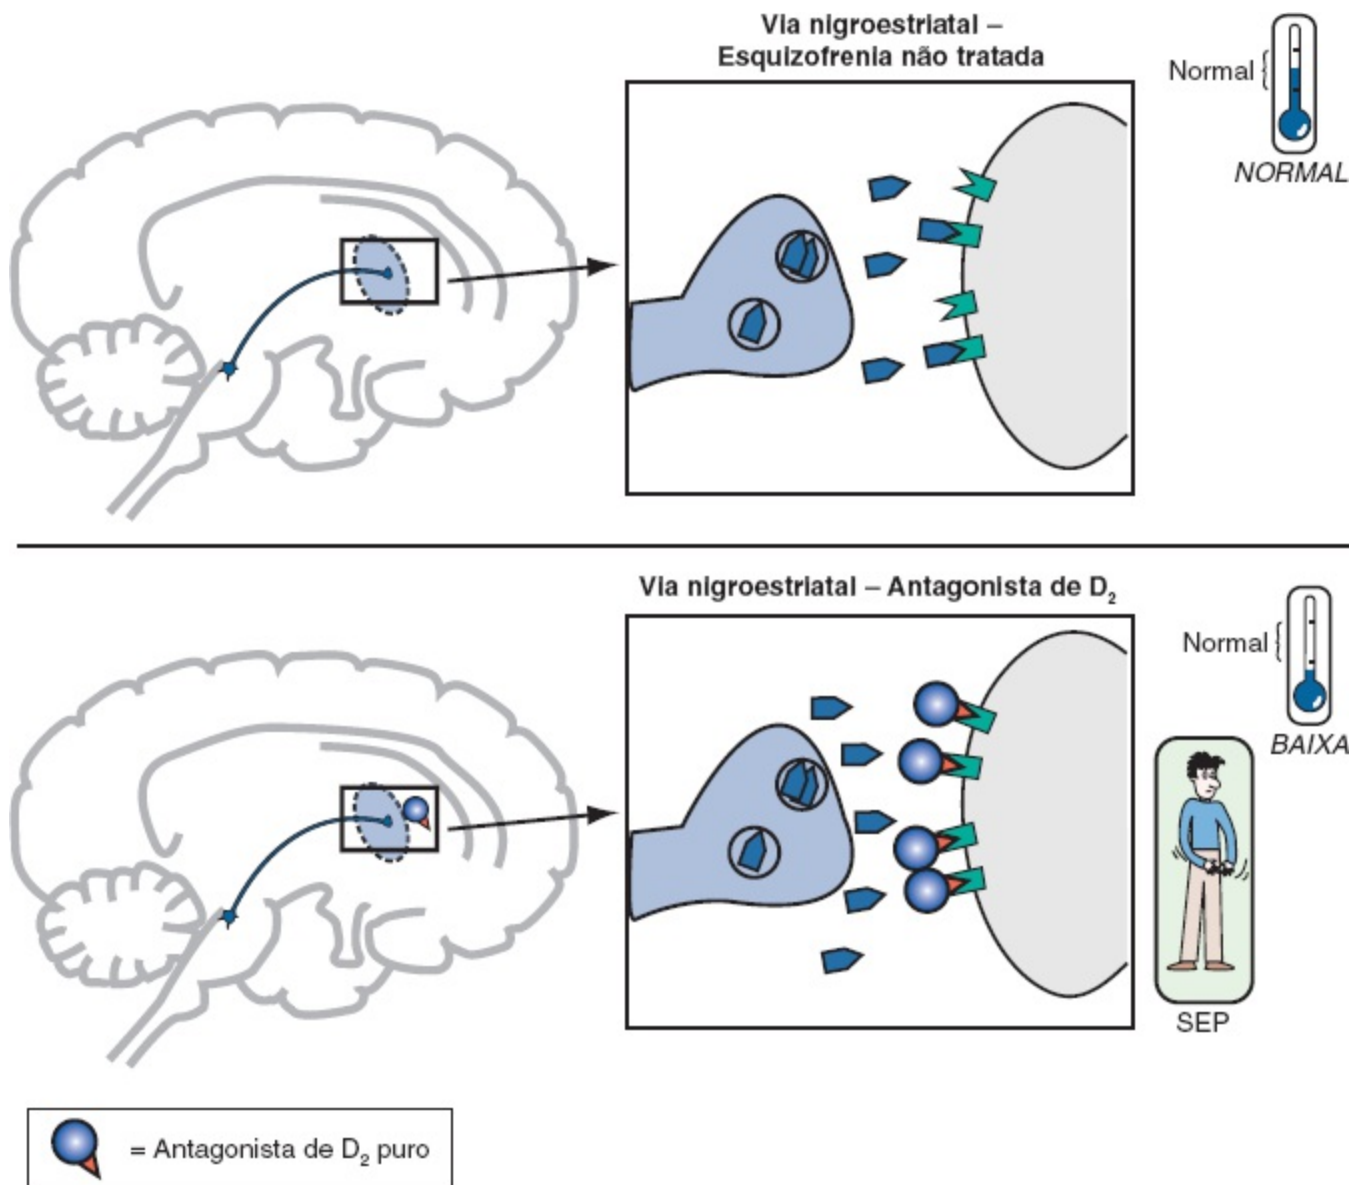 Via nigroestriatal –
Esquizofrenia não tratada
Normal
NORMAL
Via nigroestriatal – Antagonista de D₂
Normal
BAIXA
SEP
= Antagonista de D₂ puro